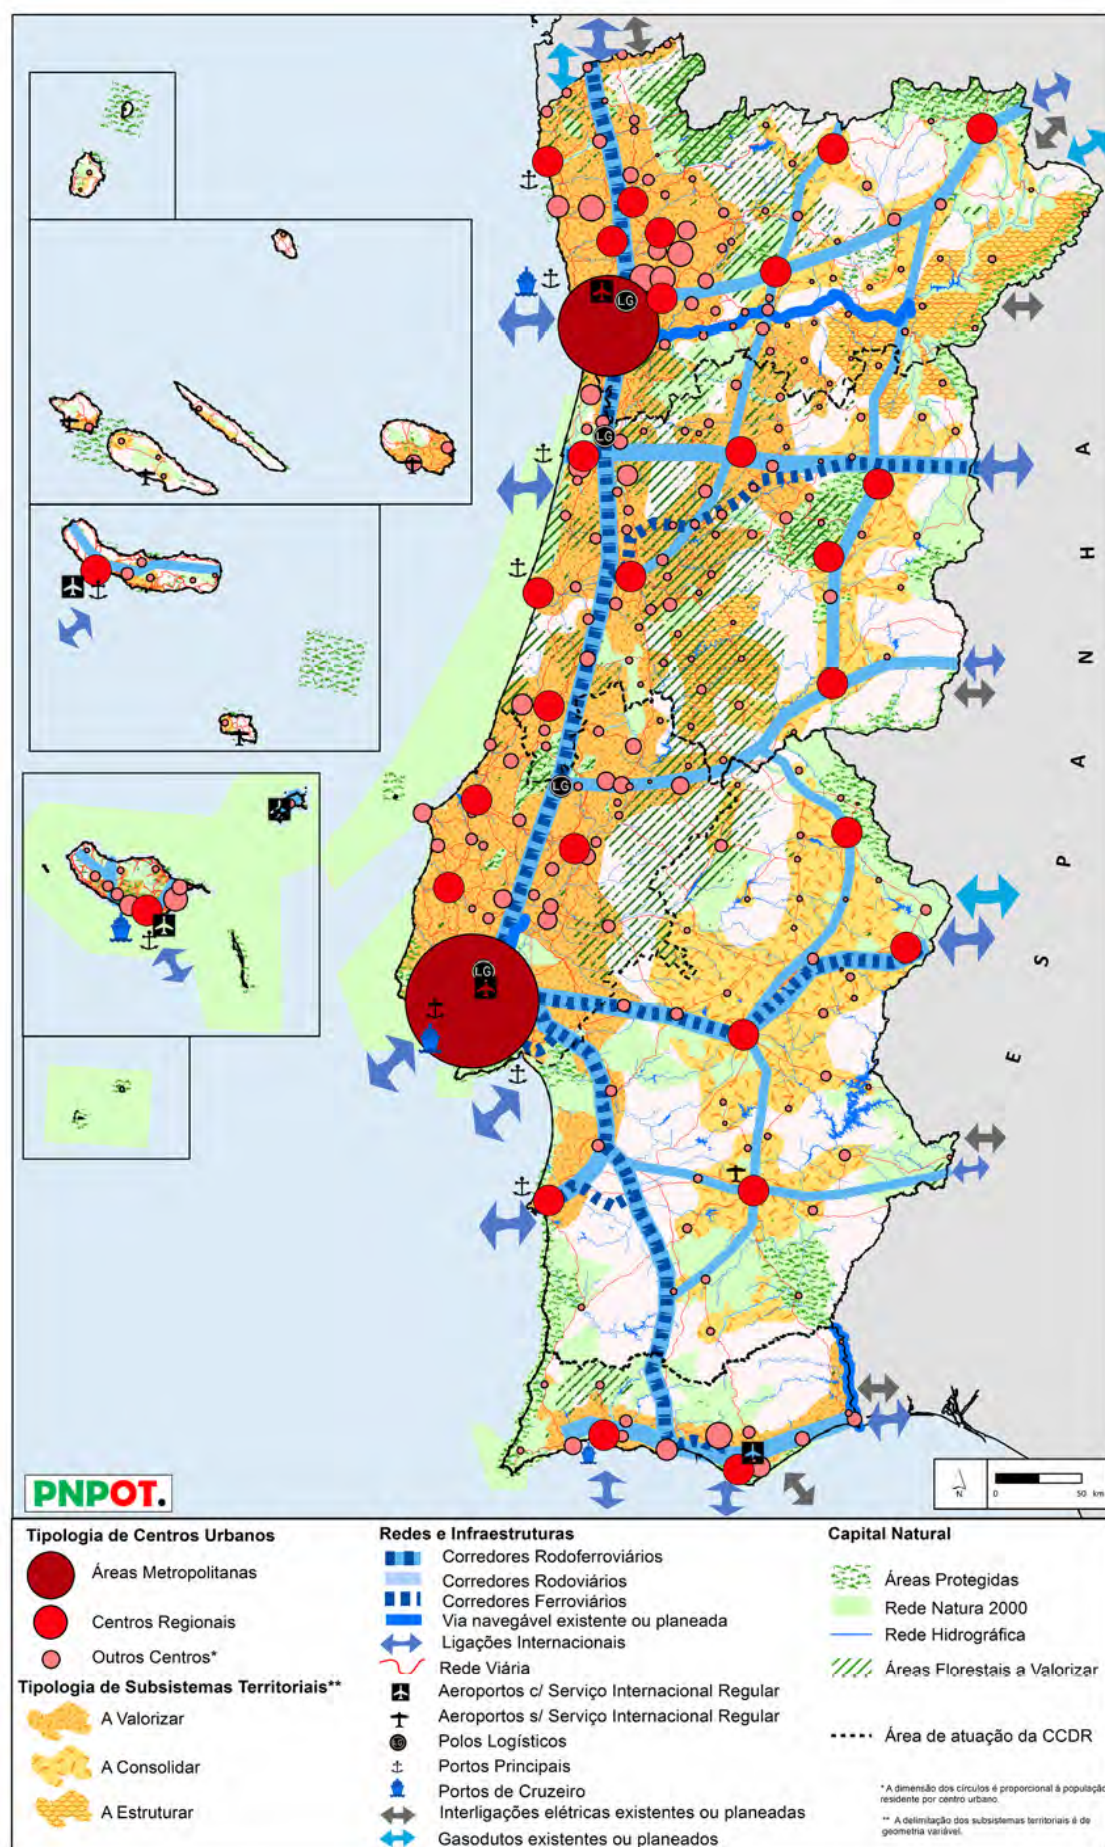 LG
LG
LG
LG
E S P A N H A
PNPOT.
N
0 50 km
Tipologia de Centros Urbanos
Áreas Metropolitanas
Centros Regionais
Outros Centros*
Tipologia de Subsistemas Territoriais**
A Valorizar
A Consolidar
A Estruturar
Redes e Infraestruturas
Corredores Rodoferroviários
Corredores Rodoviários
Corredores Ferroviários
Via navegável existente ou planeada
Ligações Internacionais
Rede Viária
Aeroportos c/ Serviço Internacional Regular
Aeroportos s/ Serviço Internacional Regular
LG Polos Logísticos
Portos Principais
Portos de Cruzeiro
Interligações elétricas existentes ou planeadas
Gasodutos existentes ou planeados
Capital Natural
Áreas Protegidas
Rede Natura 2000
Rede Hidrográfica
Áreas Florestais a Valorizar
Área de atuação da CCDR
* A dimensão dos círculos é proporcional à população
residente por centro urbano.
** A delimitação dos subsistemas territoriais é de
geometria variável.